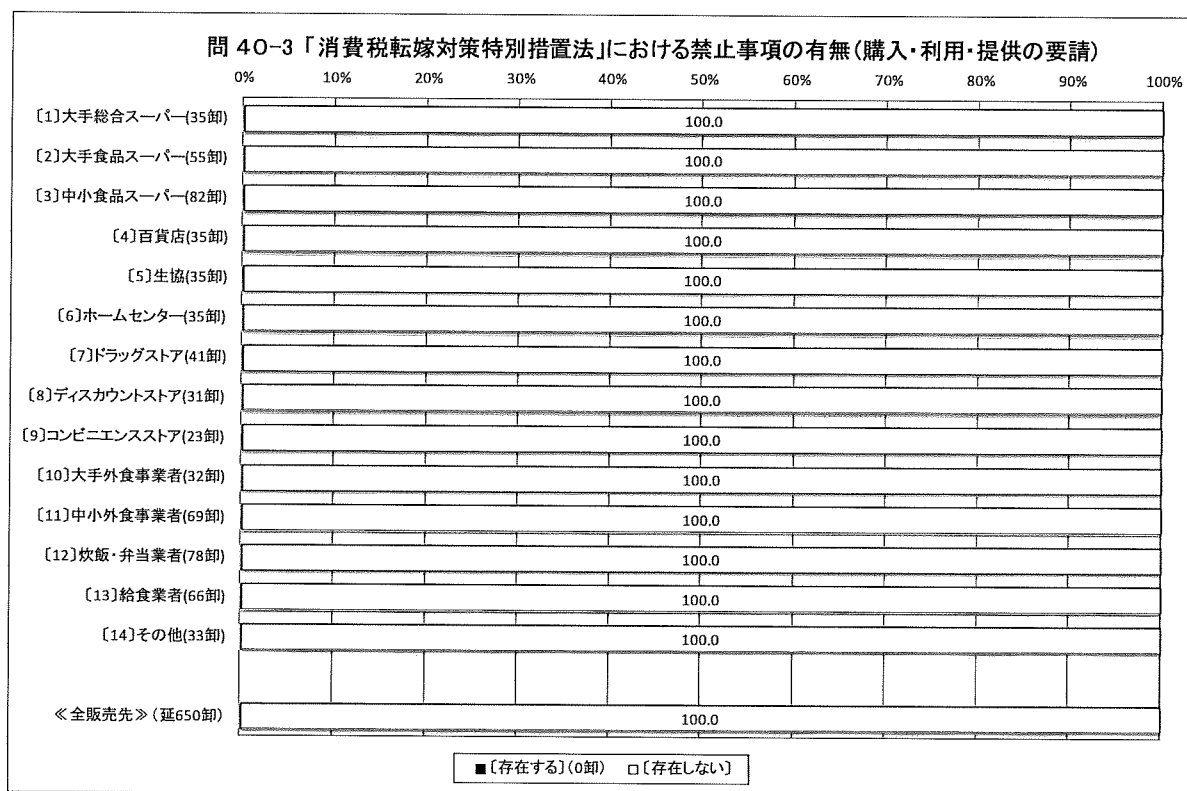 問 40-3 「消費税転嫁対策特別措置法」における禁止事項の有無(購入・利用・提供の要請)
0% 10% 20% 30% 40% 50% 60% 70% 80% 90% 100%
〔1〕大手総合スーパー(35卸) 100.0
〔2〕大手食品スーパー(55卸) 100.0
〔3〕中小食品スーパー(82卸) 100.0
〔4〕百貨店(35卸) 100.0
〔5〕生協(35卸) 100.0
〔6〕ホームセンター(35卸) 100.0
〔7〕ドラッグストア(41卸) 100.0
〔8〕ディスカウントストア(31卸) 100.0
〔9〕コンビニエンスストア(23卸) 100.0
〔10〕大手外食事業者(32卸) 100.0
〔11〕中小外食事業者(69卸) 100.0
〔12〕炊飯・弁当業者(78卸) 100.0
〔13〕給食業者(66卸) 100.0
〔14〕その他(33卸) 100.0
≪全販売先≫(延650卸) 100.0
■〔存在する〕(0卸) □〔存在しない〕